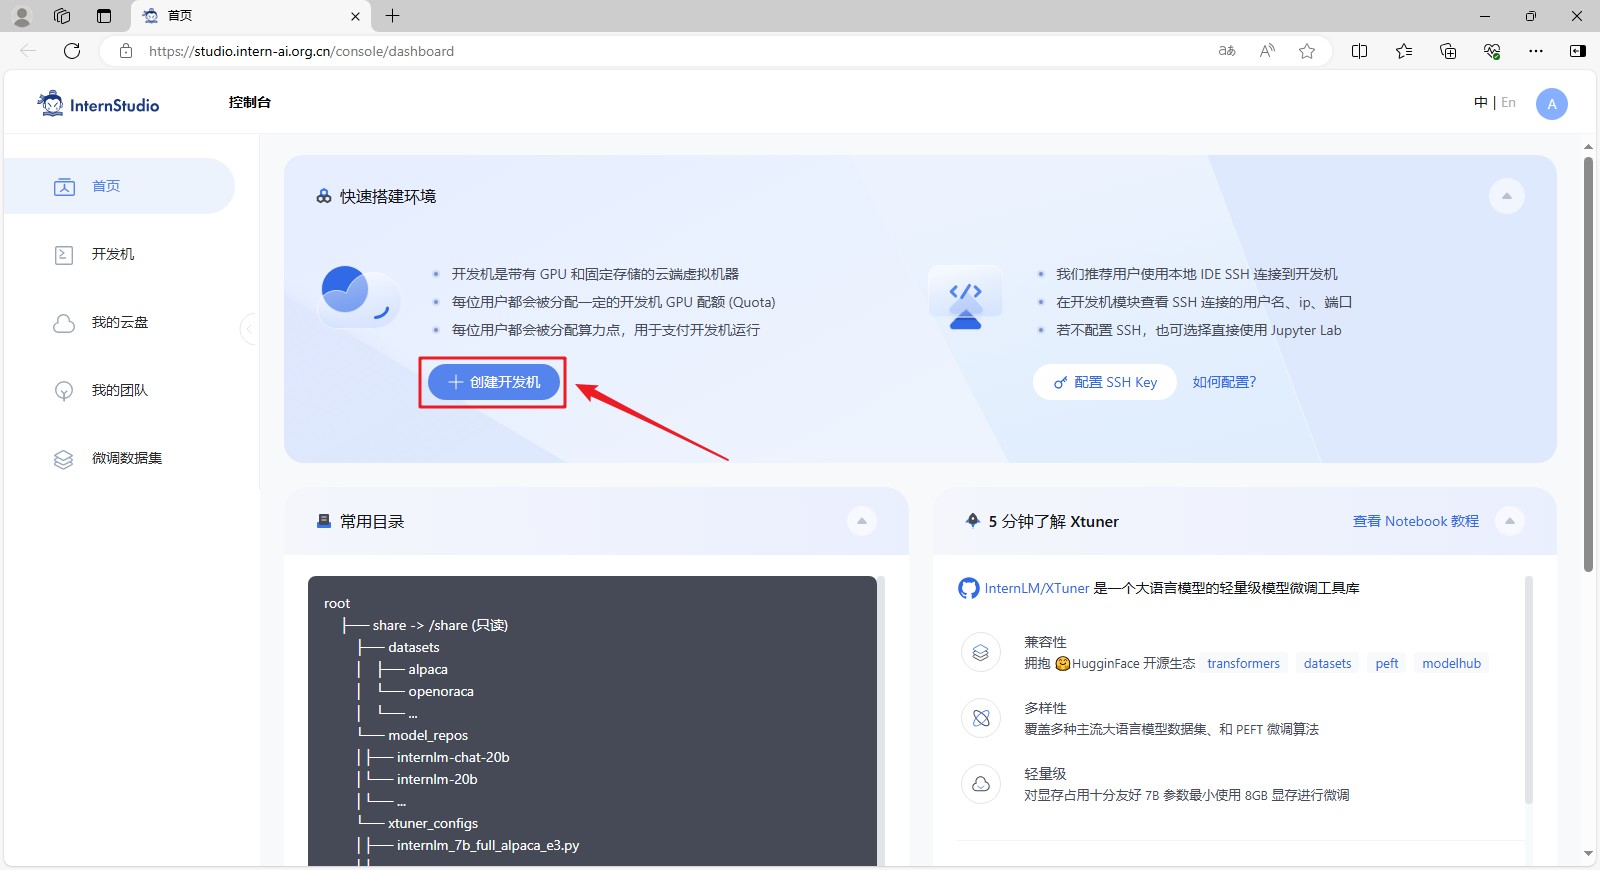 首页
https://studio.intern-ai.org.cn/console/dashboard
InternStudio
控制台
中 | En
A
首页
开发机
我的云盘
我的团队
微调数据集
快速搭建环境
开发机是带有 GPU 和固定存储的云端虚拟机器
每位用户都会被分配一定的开发机 GPU 配额 (Quota)
每位用户都会被分配算力点，用于支付开发机运行
创建开发机
我们推荐用户使用本地 IDE SSH 连接到开发机
在开发机模块查看 SSH 连接的用户名、ip、端口
若不配置 SSH，也可选择直接使用 Jupyter Lab
配置 SSH Key
如何配置?
常用目录
root
├── share -> /share (只读)
├── datasets
│ ├── alpaca
│ └── openoraca
│ └── ...
└── model_repos
│├── internlm-chat-20b
│└── internlm-20b
│└── ...
└── xtuner_configs
│├── internlm_7b_full_alpaca_e3.py
5 分钟了解 Xtuner
查看 Notebook 教程
InternLM/XTuner 是一个大语言模型的轻量级模型微调工具库
兼容性
拥抱 🤗HugginFace 开源生态 transformers datasets peft modelhub
多样性
覆盖多种主流大语言模型数据集、和 PEFT 微调算法
轻量级
对显存占用十分友好 7B 参数最小使用 8GB 显存进行微调